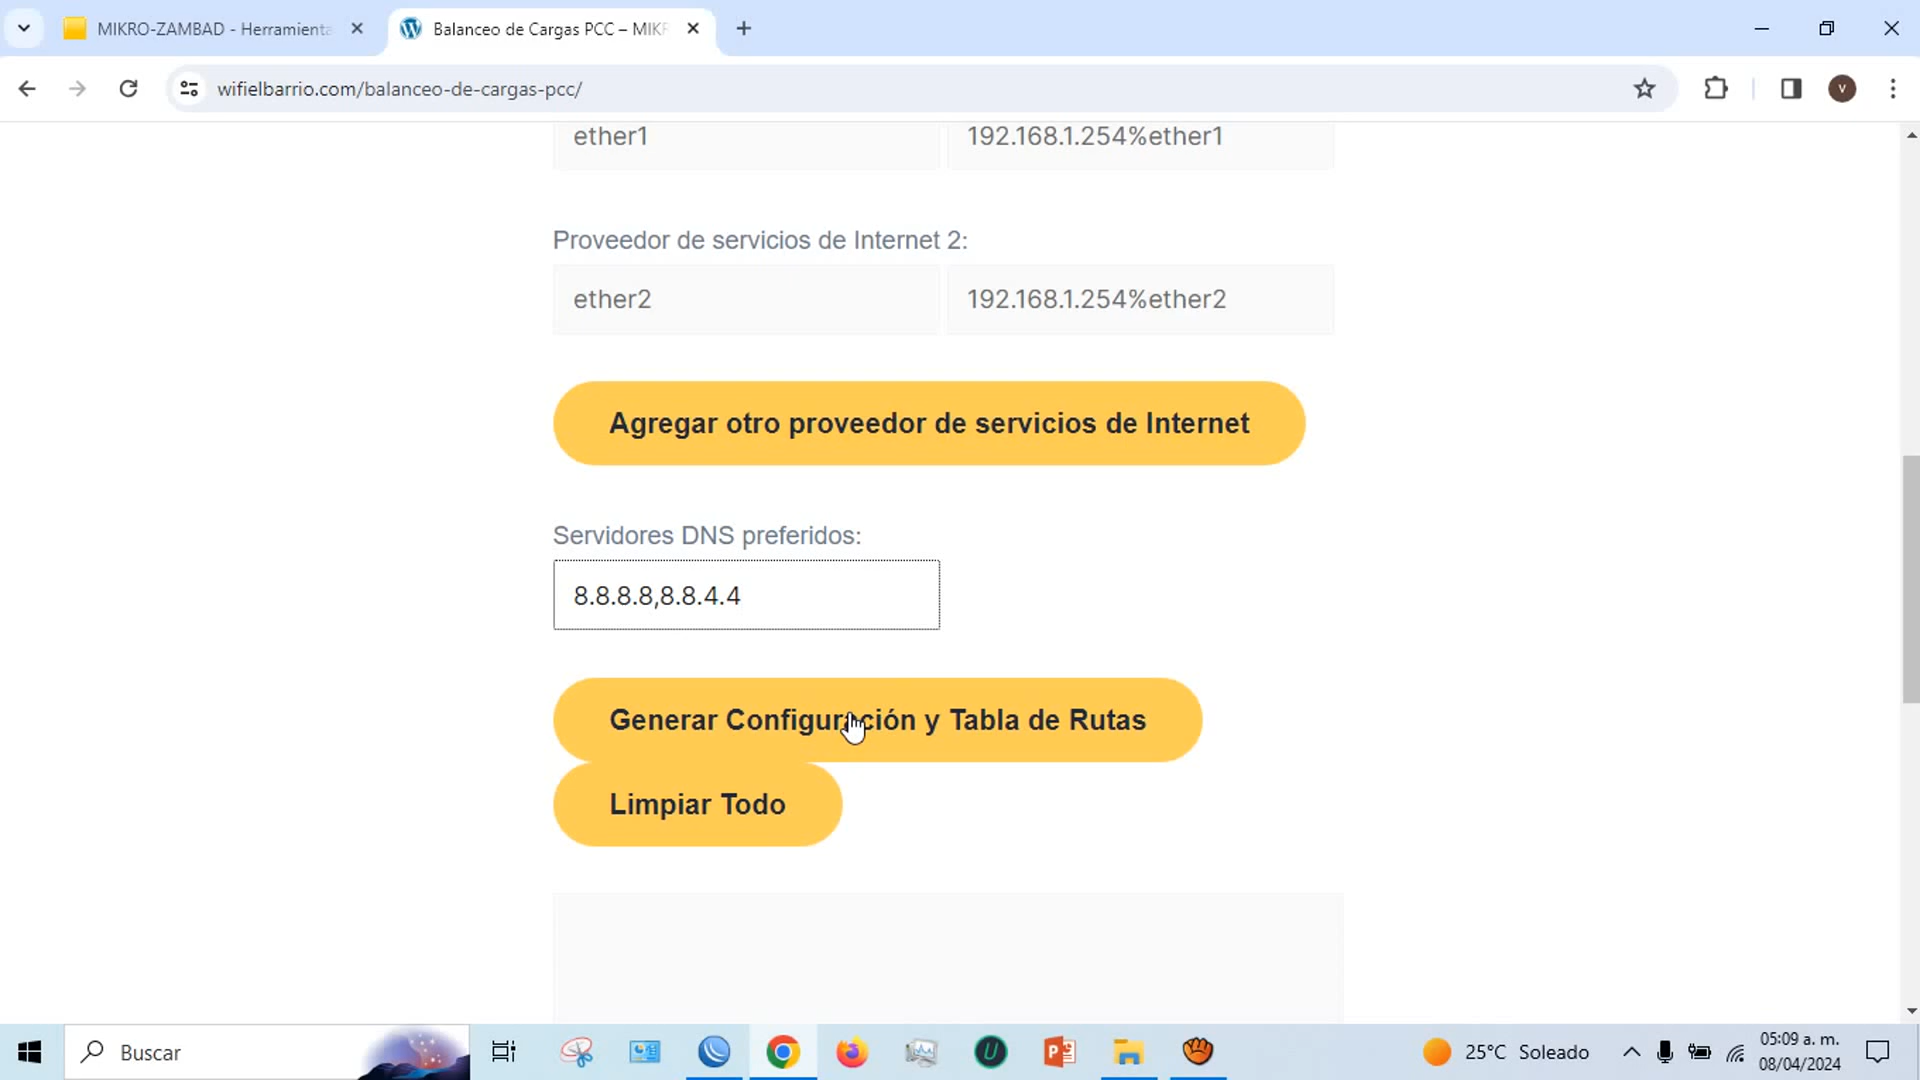 MIKRO-ZAMBAD - Herramienta
Balanceo de Cargas PCC – MIKR
wifielbarrio.com/balanceo-de-cargas-pcc/
V
ether1
192.168.1.254%ether1
Proveedor de servicios de Internet 2:
ether2
192.168.1.254%ether2
Agregar otro proveedor de servicios de Internet
Servidores DNS preferidos:
8.8.8.8,8.8.4.4
Generar Configuración y Tabla de Rutas
Limpiar Todo
Buscar
25°C Soleado
05:09 a. m.
08/04/2024